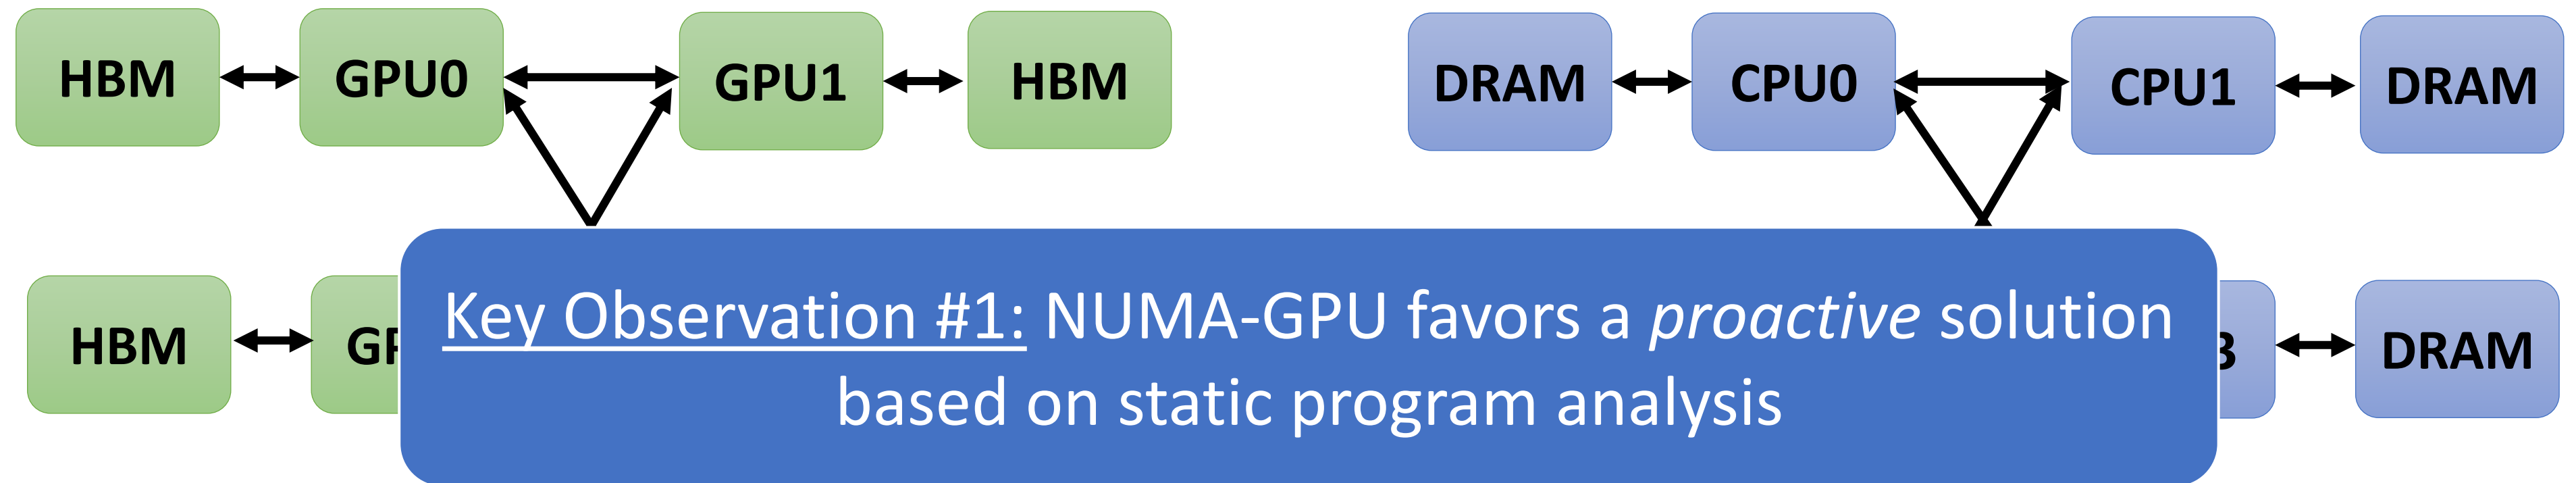 HBM GPU0 GPU1 HBM DRAM CPU0 CPU1 DRAM
HBM
Key Observation #1: NUMA-GPU favors a proactive solution
DRAM
based on static program analysis